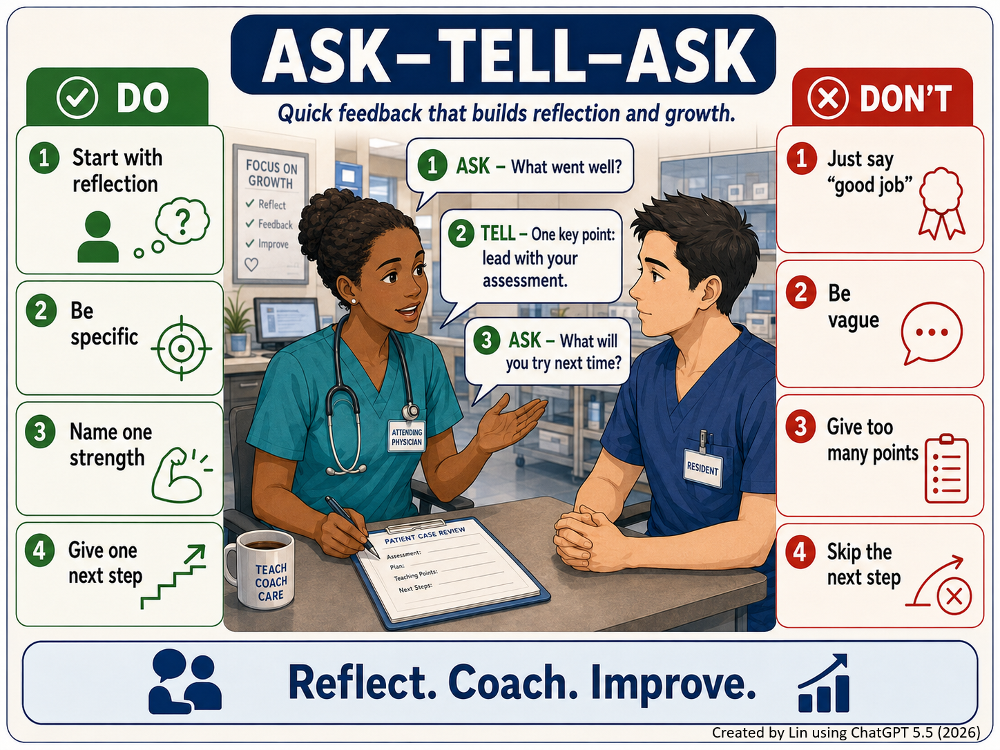 ASK–TELL–ASK
Quick feedback that builds reflection and growth.
DO
1 Start with
reflection
?
2 Be
specific
3 Name one
strength
4 Give one
next step
FOCUS ON
GROWTH
✓ Reflect
✓ Feedback
✓ Improve
1 ASK – What went well?
2 TELL – One key point:
lead with your
assessment.
3 ASK – What will
you try next time?
ATTENDING
PHYSICIAN
RESIDENT
PATIENT CASE REVIEW
Assessment:
Plan:
Teaching Points:
Next Steps:
TEACH
COACH
CARE
DON'T
1 Just say
“good job”
2 Be
vague
3 Give too
many points
4 Skip the
next step
Reflect. Coach. Improve.
Created by Lin using ChatGPT 5.5 (2026)